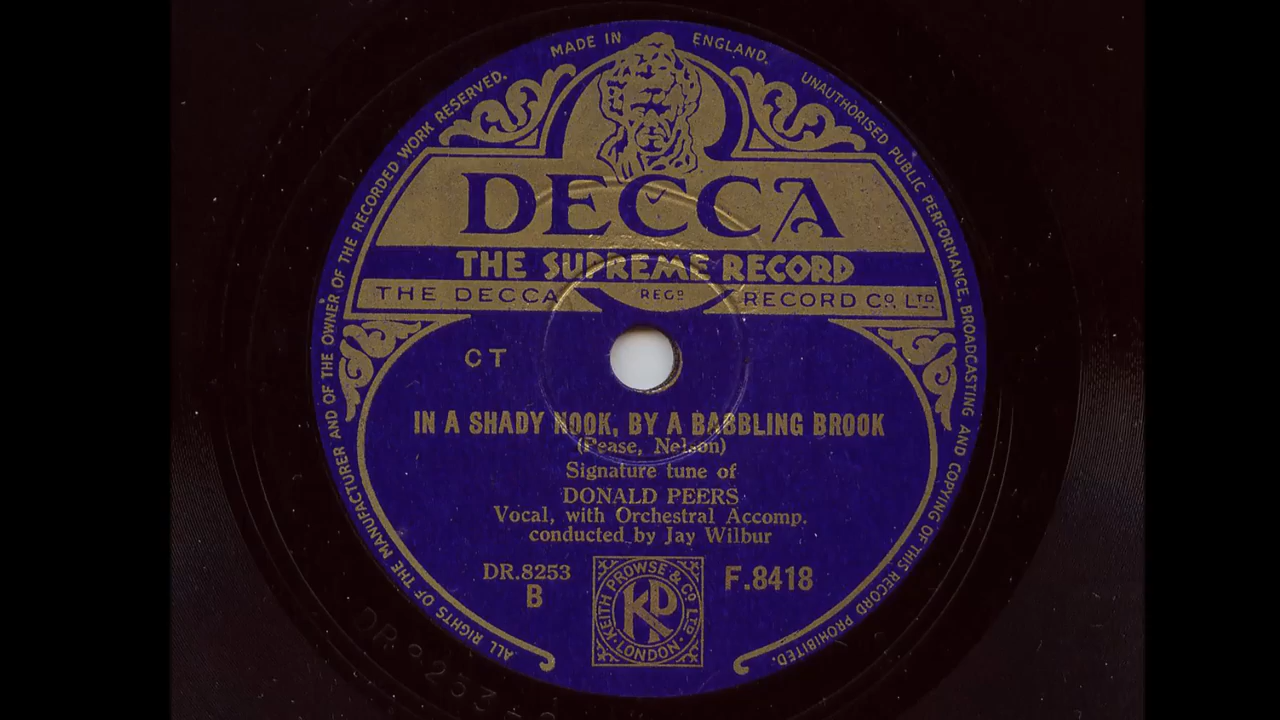 MADE IN ENGLAND.
ALL RIGHTS OF THE MANUFACTURER AND OF THE OWNER OF THE RECORDED WORK RESERVED.
UNAUTHORISED PUBLIC PERFORMANCE, BROADCASTING AND COPYING OF THIS RECORD PROHIBITED.
DECCA
THE SUPREME RECORD
THE DECCA REGD RECORD CO. LTD.
CT
IN A SHADY NOOK, BY A BABBLING BROOK
(Pease, Nelson)
Signature tune of
DONALD PEERS
Vocal, with Orchestral Accomp.
conducted by Jay Wilbur
DR.8253
B
F.8418
KEITH PROWSE & CO LTD.
KP
LONDON